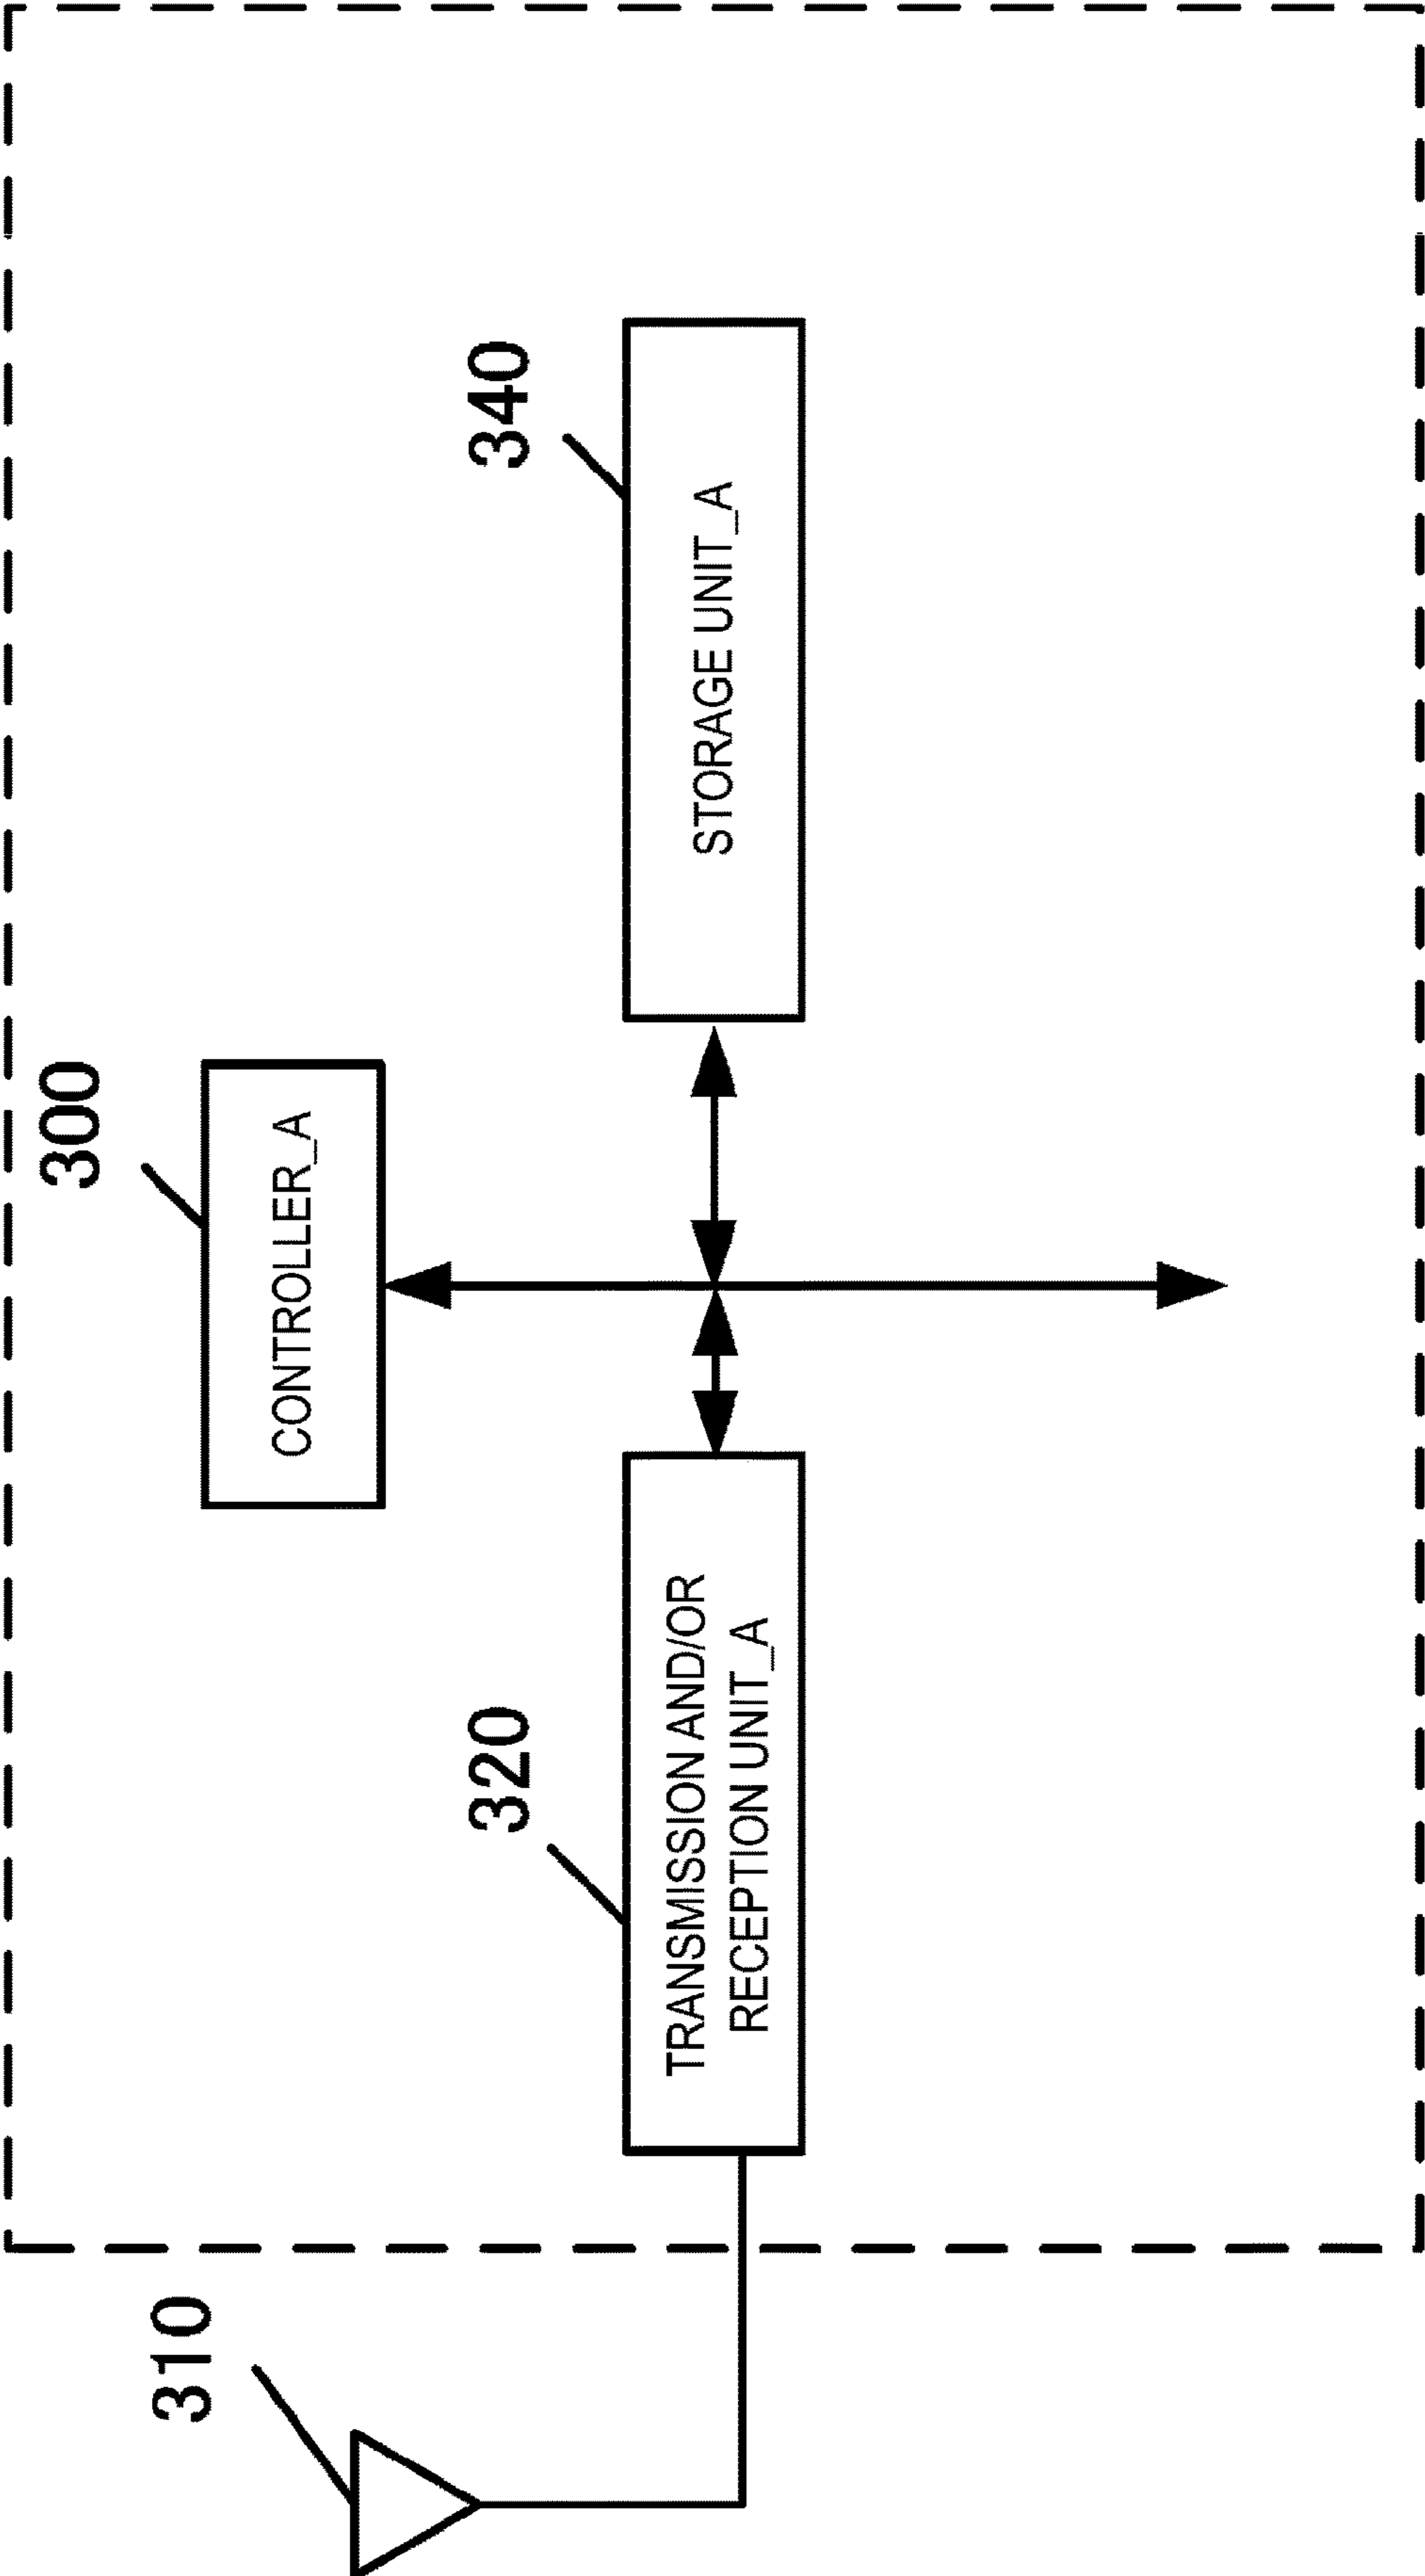 300
CONTROLLER_A
310
320
340
TRANSMISSION AND/OR
RECEPTION UNIT_A
STORAGE UNIT_A